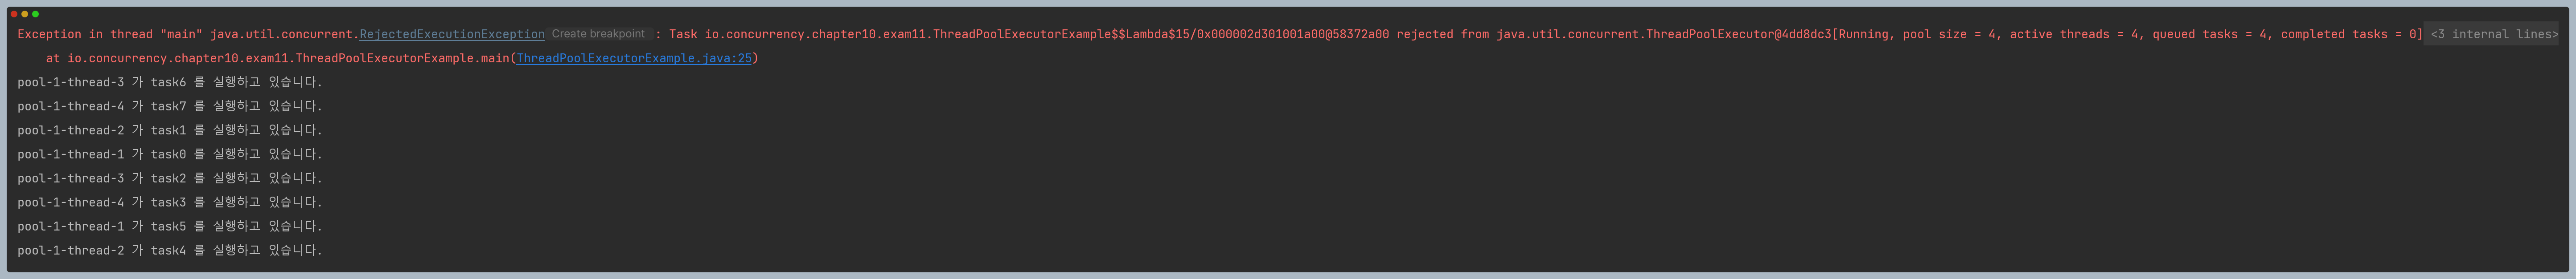 Exception in thread "main" java.util.concurrent.RejectedExecutionException Create breakpoint : Task io.concurrency.chapter10.exam11.ThreadPoolExecutorExample$$Lambda$15/0x000002d301001a00@58372a00 rejected from java.util.concurrent.ThreadPoolExecutor@4dd8dc3[Running, pool size = 4, active threads = 4, queued tasks = 4, completed tasks = 0] <3 internal lines>
at io.concurrency.chapter10.exam11.ThreadPoolExecutorExample.main(ThreadPoolExecutorExample.java:25)
pool-1-thread-3 가 task6 를 실행하고 있습니다.
pool-1-thread-4 가 task7 를 실행하고 있습니다.
pool-1-thread-2 가 task1 를 실행하고 있습니다.
pool-1-thread-1 가 task0 를 실행하고 있습니다.
pool-1-thread-3 가 task2 를 실행하고 있습니다.
pool-1-thread-4 가 task3 를 실행하고 있습니다.
pool-1-thread-1 가 task5 를 실행하고 있습니다.
pool-1-thread-2 가 task4 를 실행하고 있습니다.